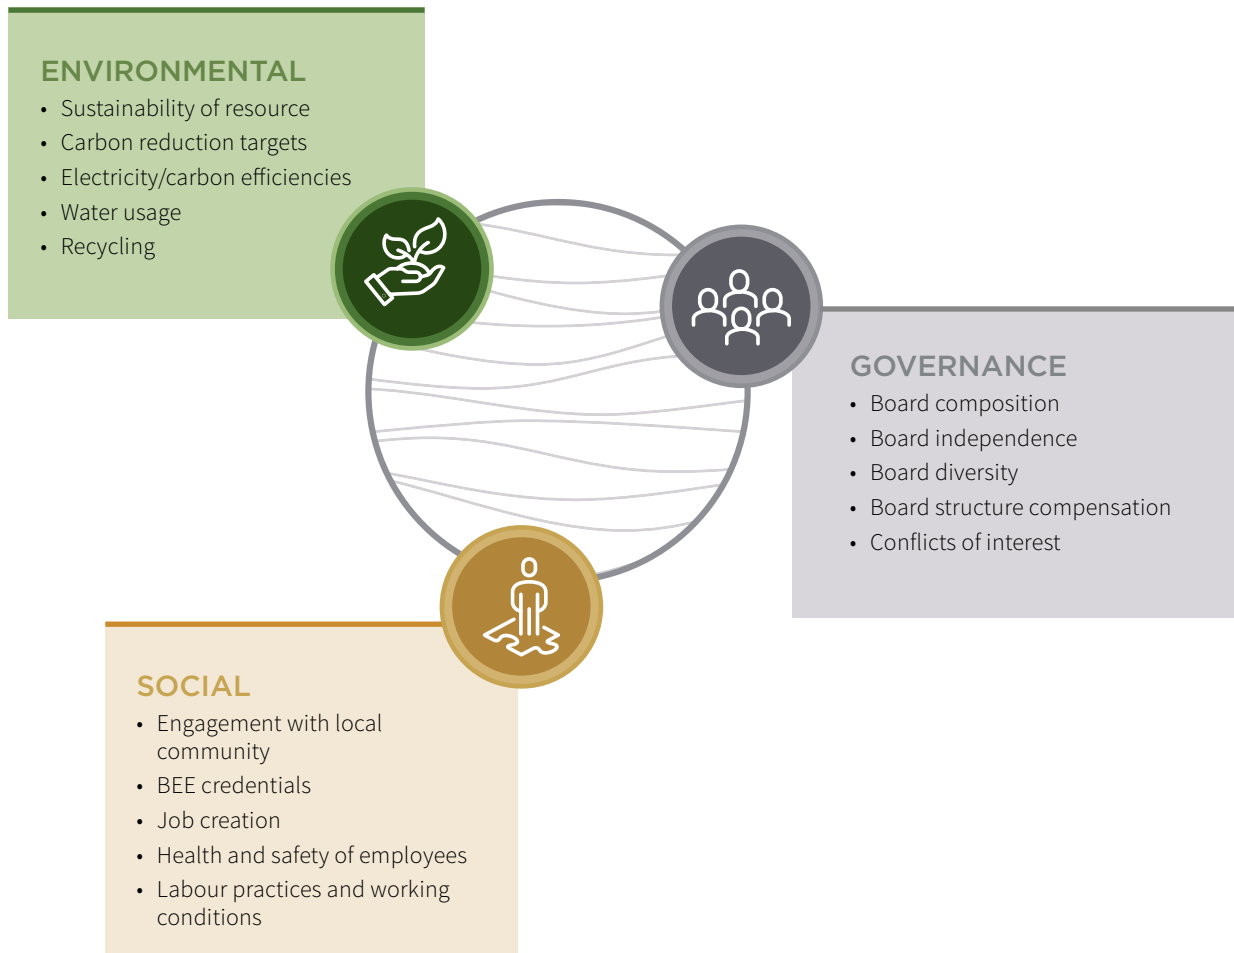 ENVIRONMENTAL
• Sustainability of resource
• Carbon reduction targets
• Electricity/carbon efficiencies
• Water usage
• Recycling
GOVERNANCE
• Board composition
• Board independence
• Board diversity
• Board structure compensation
• Conflicts of interest
SOCIAL
• Engagement with local
community
• BEE credentials
• Job creation
• Health and safety of employees
• Labour practices and working
conditions